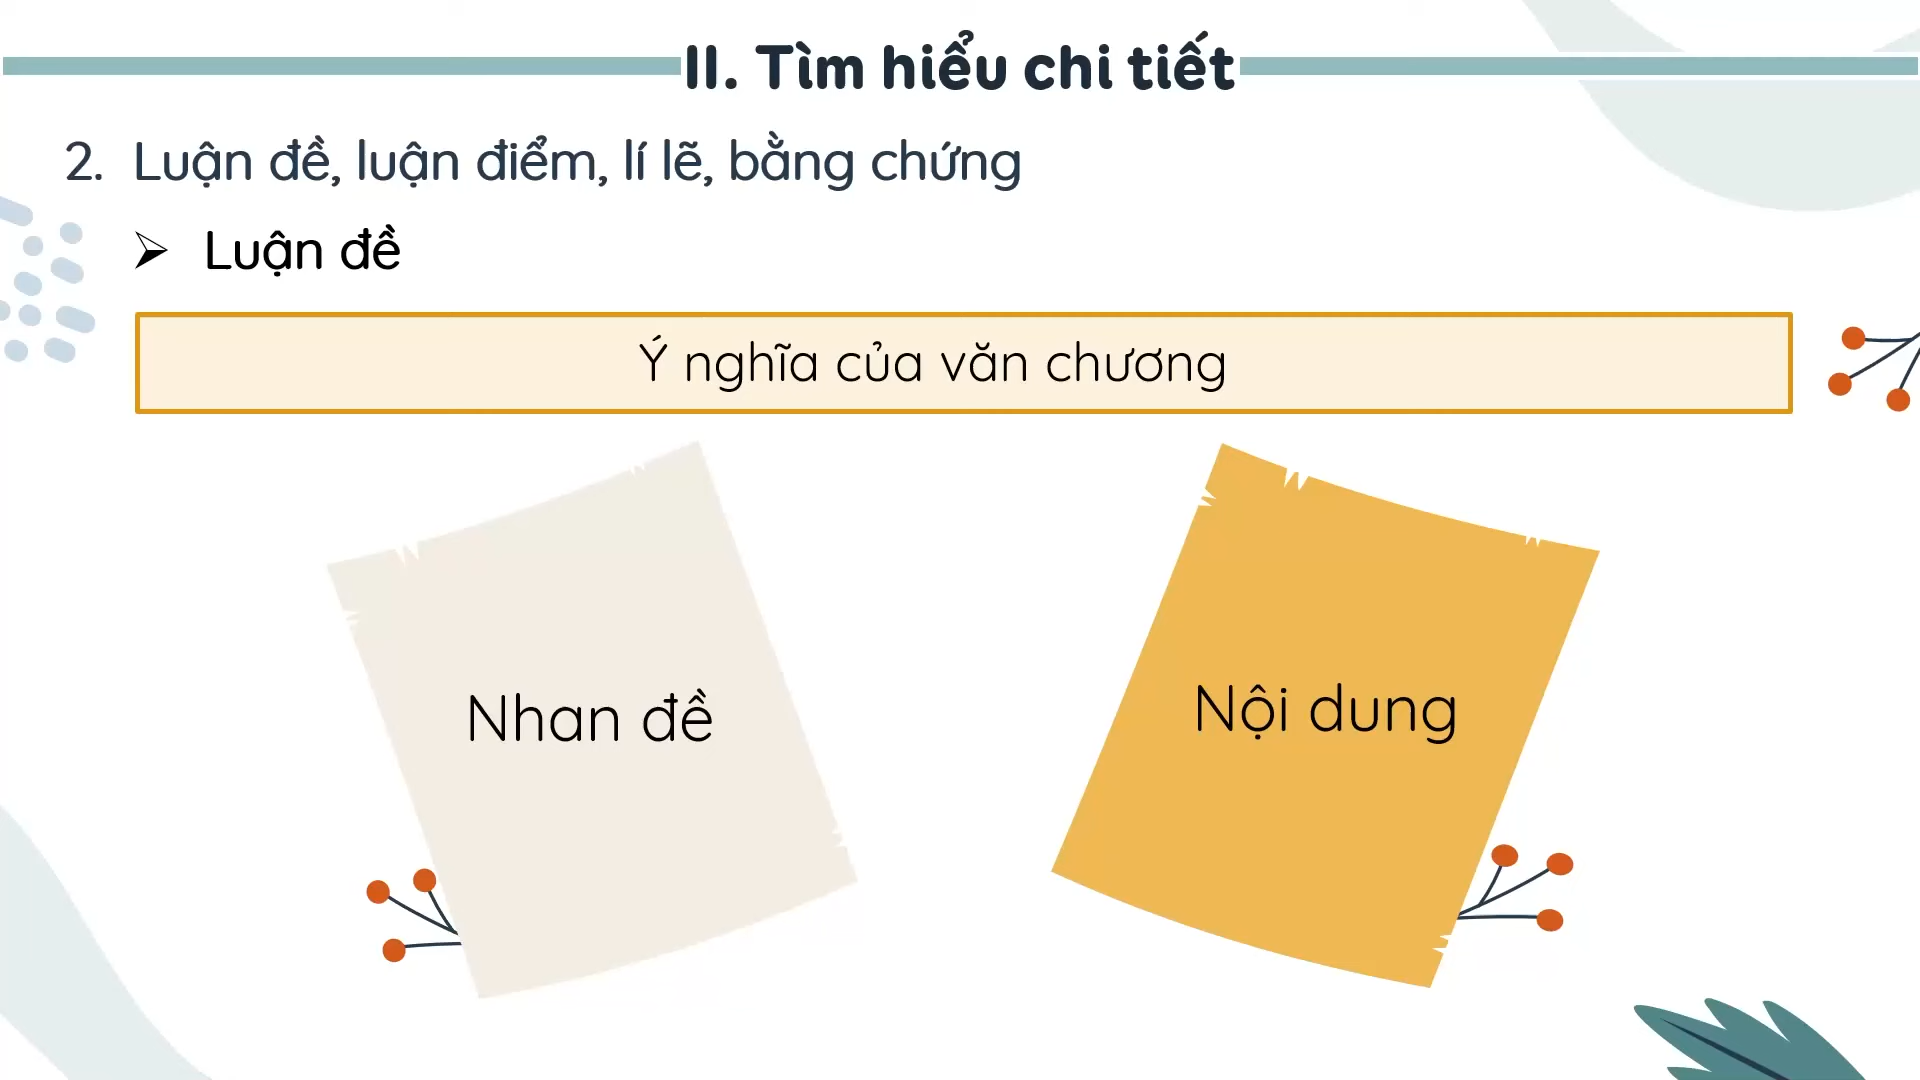 II. Tìm hiểu chi tiết
2. Luận đề, luận điểm, lí lẽ, bằng chứng
➢ Luận đề
Ý nghĩa của văn chương
Nhan đề
Nội dung